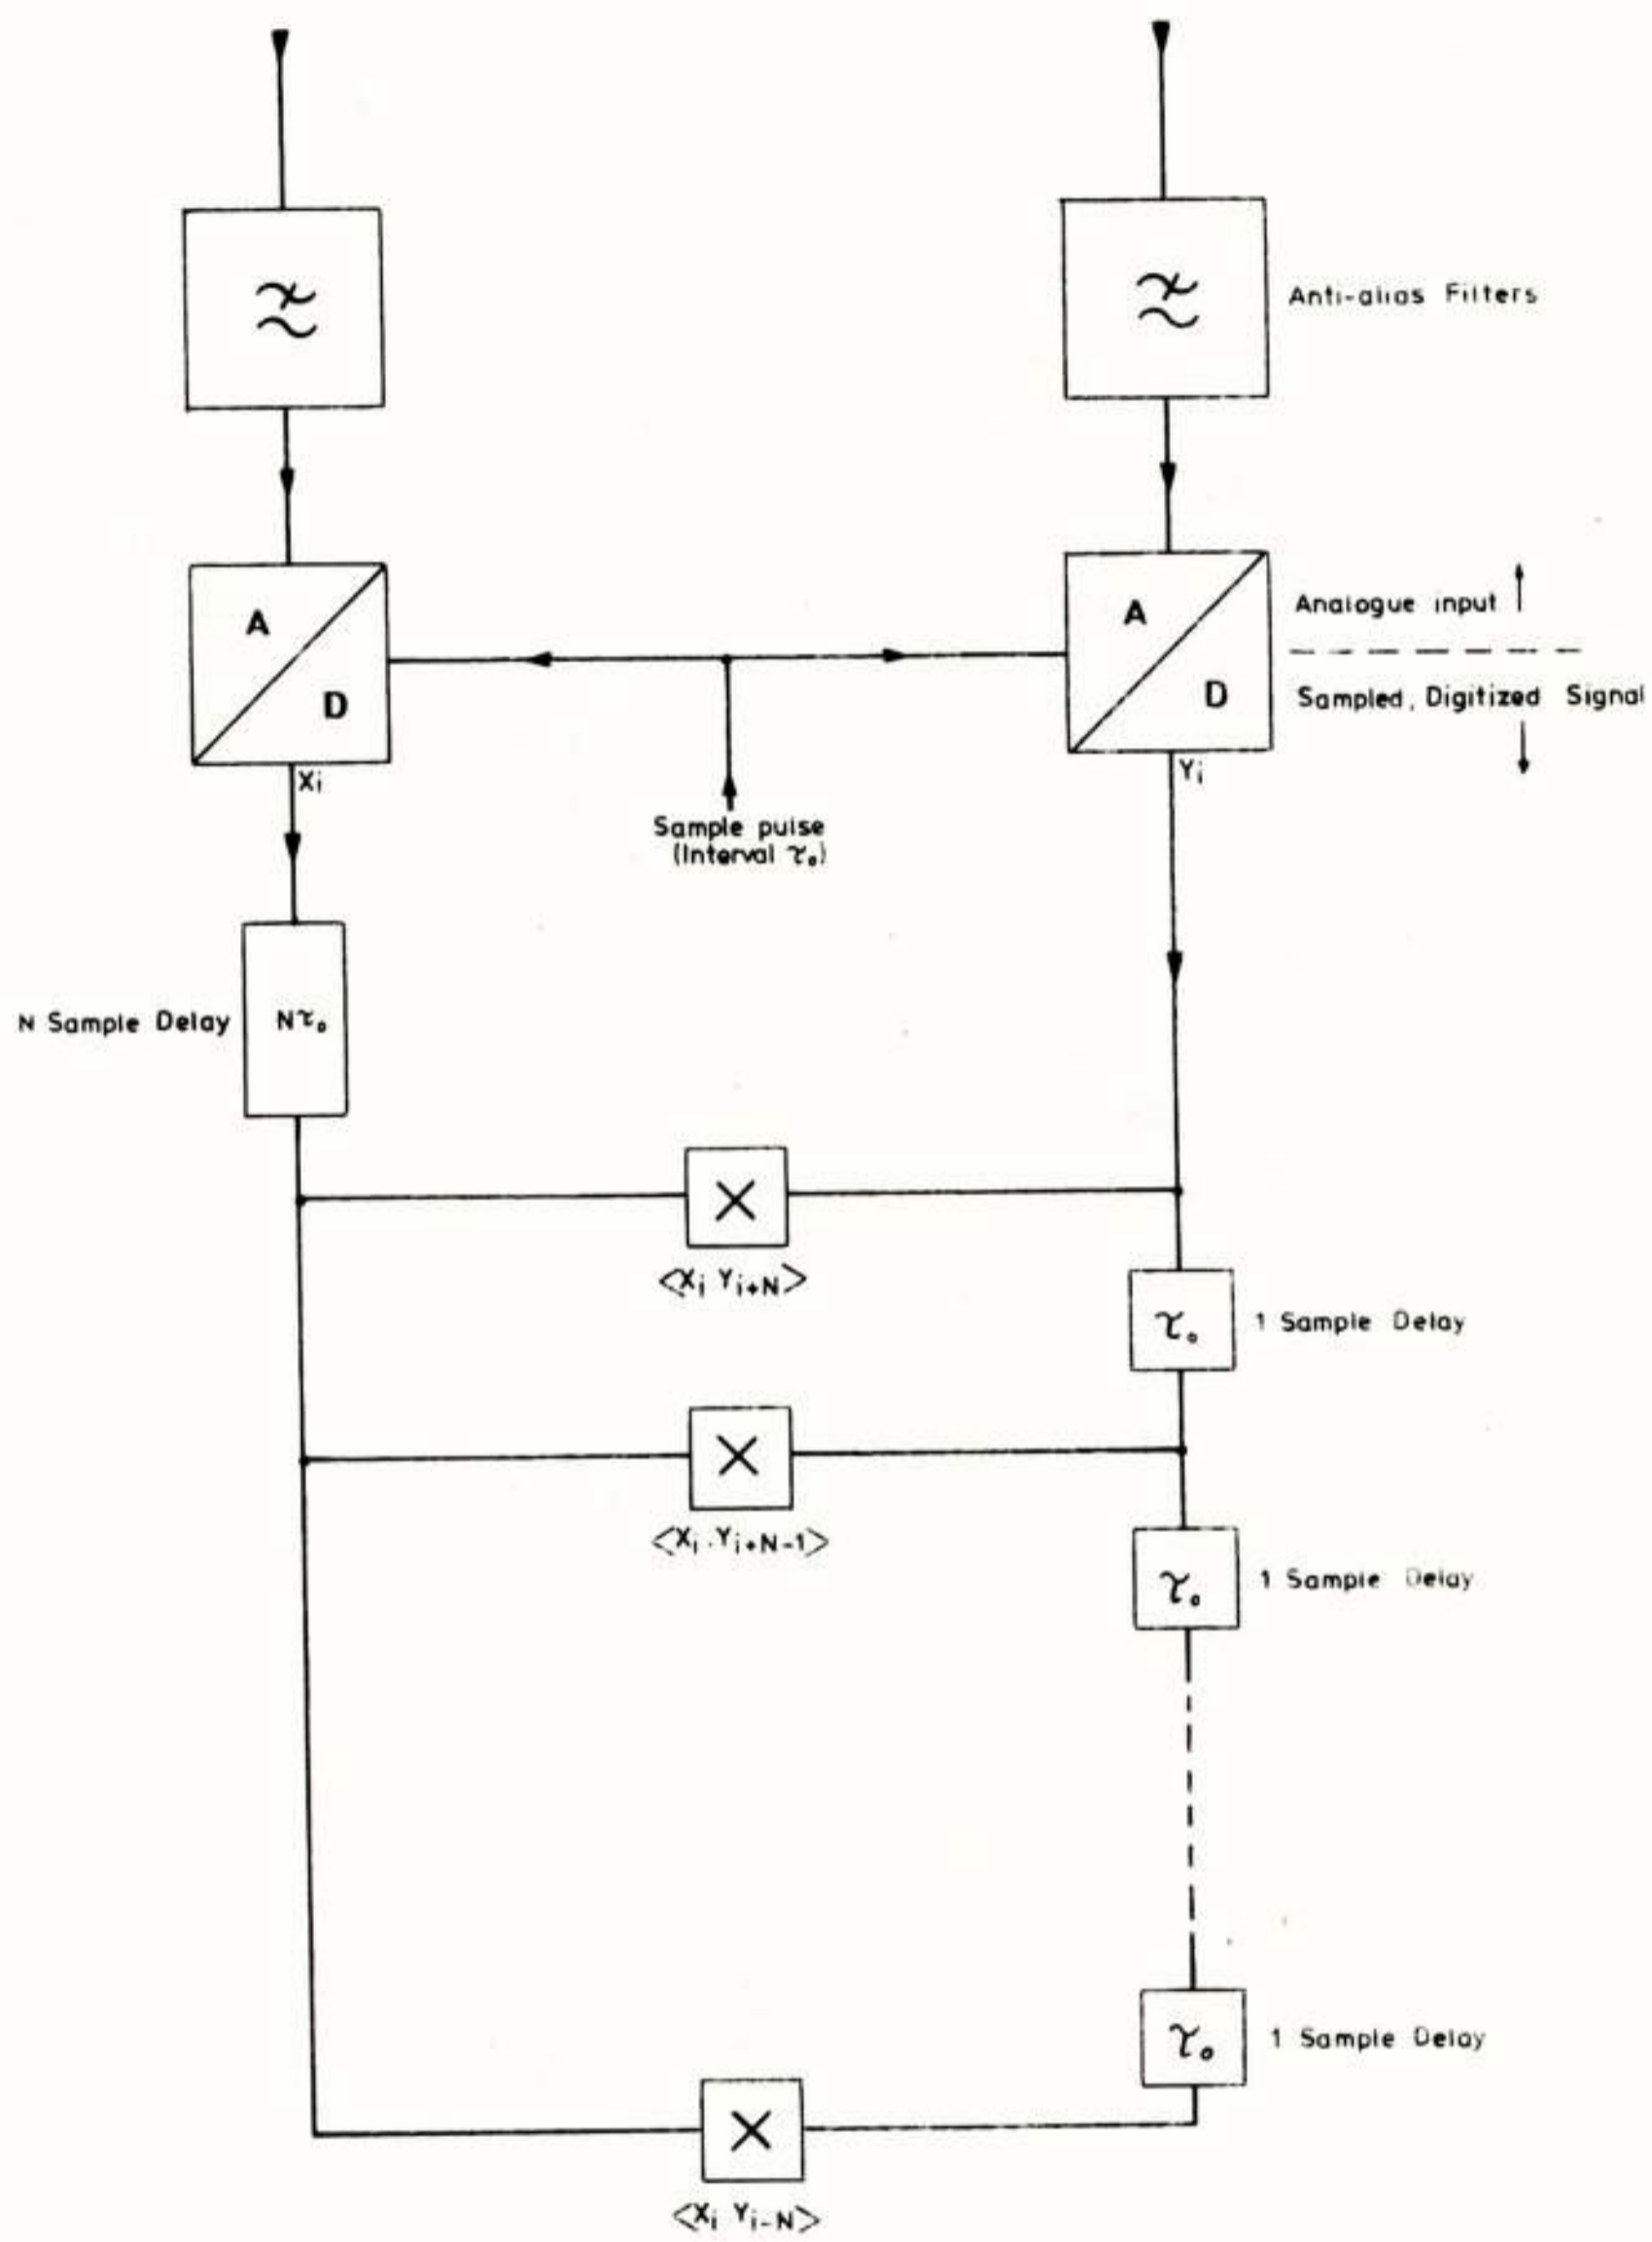 Anti-alias Filters
A
D
A
D
Analogue input ↑
Sampled, Digitized Signal
↓
Xi
Yi
Sample pulse
(Interval τ₀)
N Sample Delay
Nτ₀
×
<Xi Yi+N>
τ₀
1 Sample Delay
×
<Xi.Yi+N-1>
τ₀
1 Sample Delay
τ₀
1 Sample Delay
×
<Xi Yi-N>